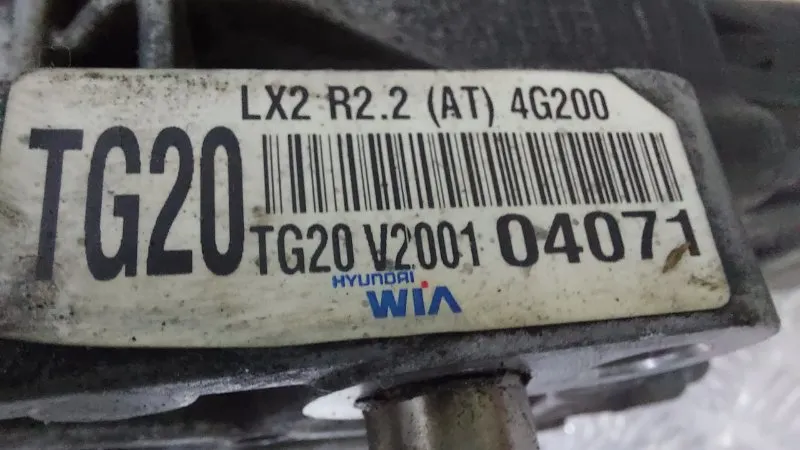 LX2 R2.2 (AT) 4G200
TG20
TG20 V2001 04071
HYUNDAI
WIA